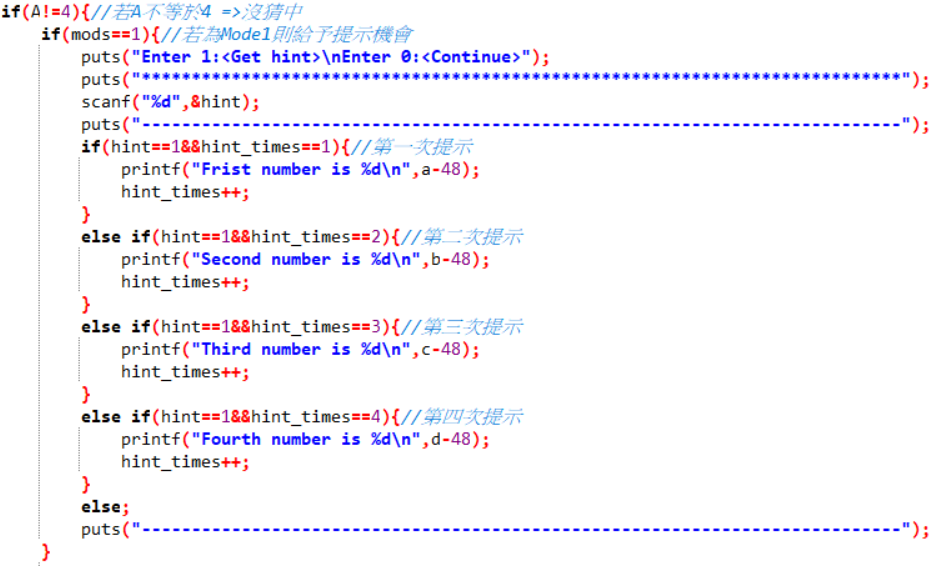 if(A!=4){//若A不等於4 =>沒猜中
if(mods==1){//若為Mode1則給予提示機會
puts("Enter 1:<Get hint>\nEnter 0:<Continue>");
puts("****************************************************************************");
scanf("%d",&hint);
puts("----------------------------------------------------------------------------");
if(hint==1&&hint_times==1){//第一次提示
printf("Frist number is %d\n",a-48);
hint_times++;
}
else if(hint==1&&hint_times==2){//第二次提示
printf("Second number is %d\n",b-48);
hint_times++;
}
else if(hint==1&&hint_times==3){//第三次提示
printf("Third number is %d\n",c-48);
hint_times++;
}
else if(hint==1&&hint_times==4){//第四次提示
printf("Fourth number is %d\n",d-48);
hint_times++;
}
else;
puts("----------------------------------------------------------------------------");
}